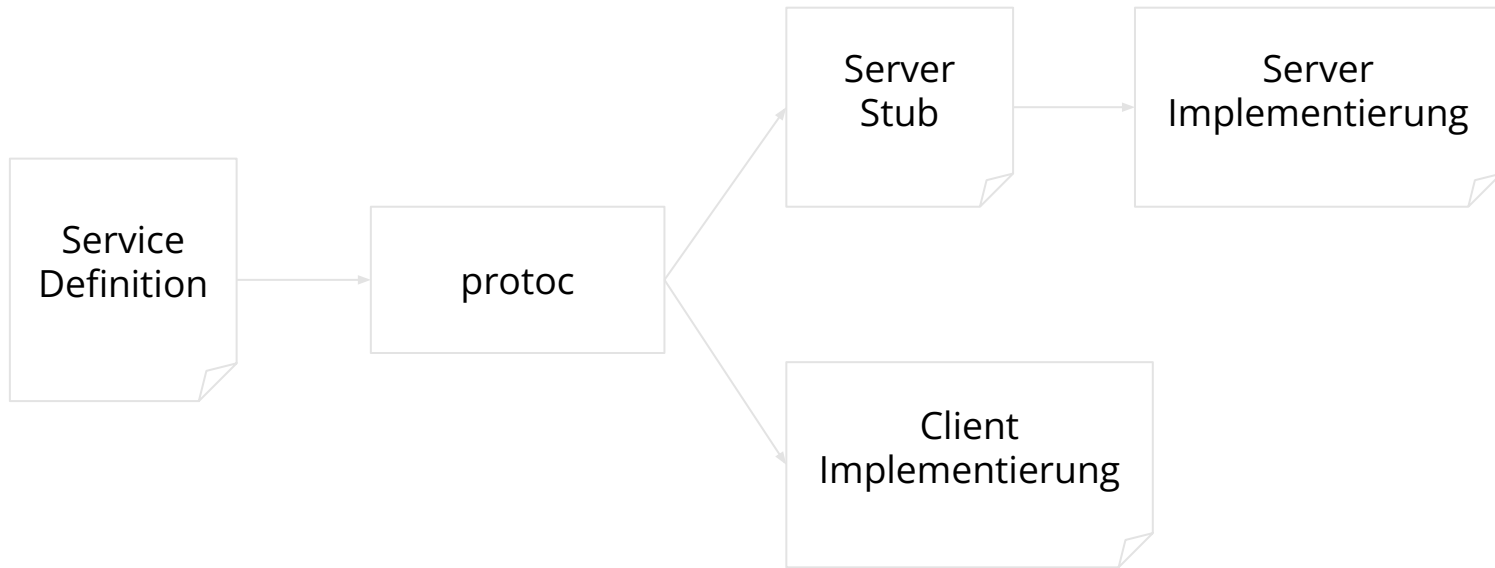 Service
Definition
protoc
Server
Stub
Server
Implementierung
Client
Implementierung